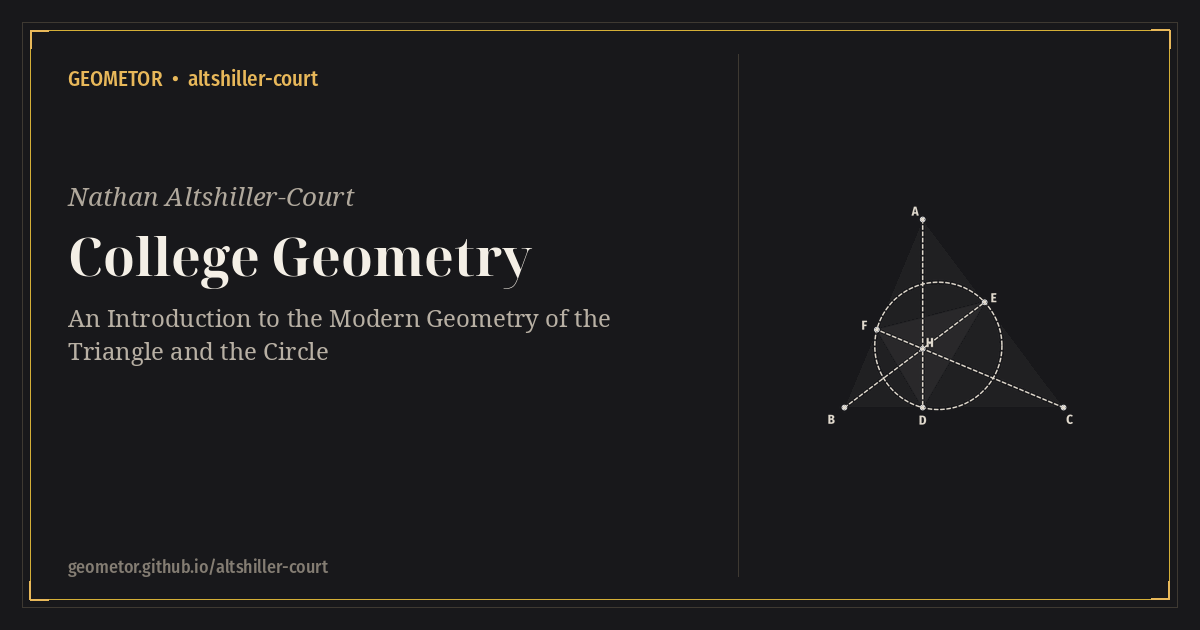 GEOMETOR • altshiller-court
Nathan Altshiller-Court
College Geometry
An Introduction to the Modern Geometry of the
Triangle and the Circle
A
E
F
H
B
D
C
geometor.github.io/altshiller-court